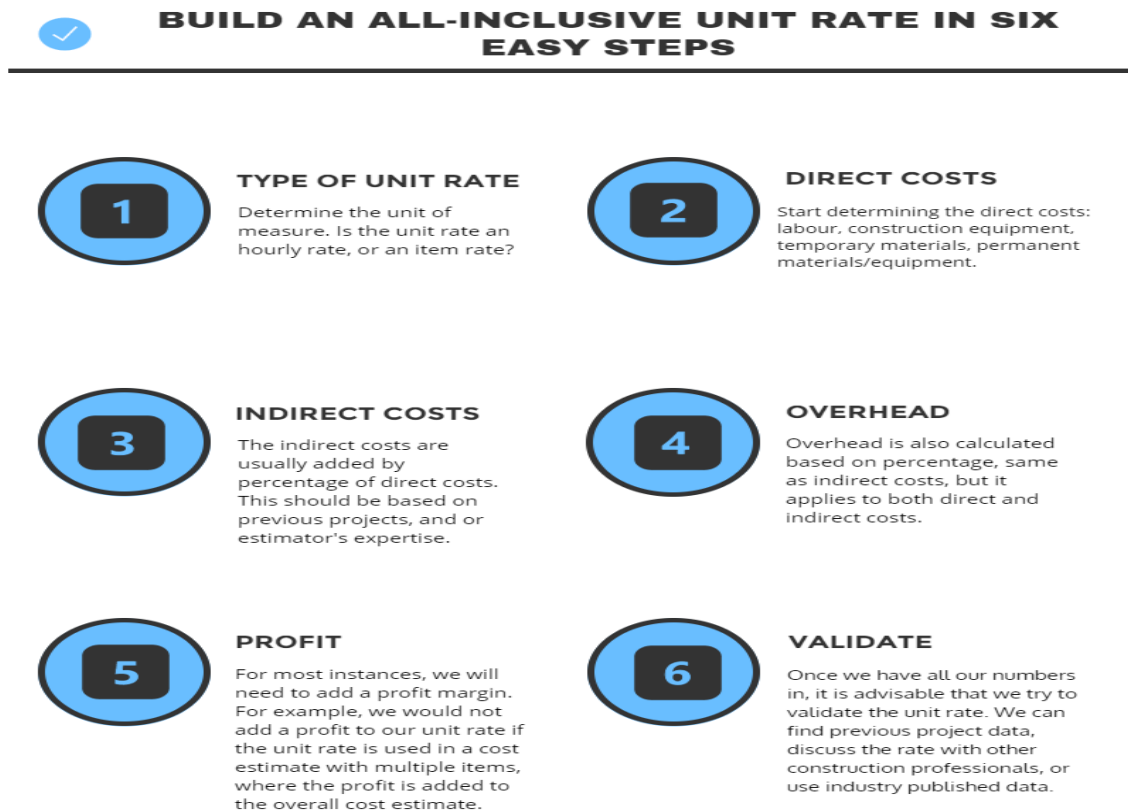 BUILD AN ALL-INCLUSIVE UNIT RATE IN SIX
EASY STEPS
1
TYPE OF UNIT RATE
Determine the unit of
measure. Is the unit rate an
hourly rate, or an item rate?
2
DIRECT COSTS
Start determining the direct costs:
labour, construction equipment,
temporary materials, permanent
materials/equipment.
3
INDIRECT COSTS
The indirect costs are
usually added by
percentage of direct costs.
This should be based on
previous projects, and or
estimator's expertise.
4
OVERHEAD
Overhead is also calculated
based on percentage, same
as indirect costs, but it
applies to both direct and
indirect costs.
5
PROFIT
For most instances, we will
need to add a profit margin.
For example, we would not
add a profit to our unit rate if
the unit rate is used in a cost
estimate with multiple items,
where the profit is added to
the overall cost estimate.
6
VALIDATE
Once we have all our numbers
in, it is advisable that we try to
validate the unit rate. We can
find previous project data,
discuss the rate with other
construction professionals, or
use industry published data.